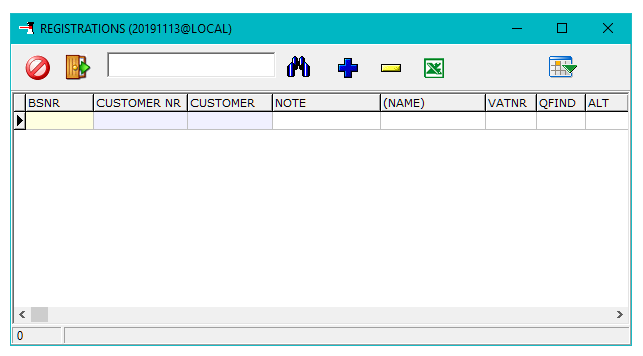 REGISTRATIONS (20191113@LOCAL)
BSNR CUSTOMER NR CUSTOMER NOTE (NAME) VATNR QFIND ALT
0